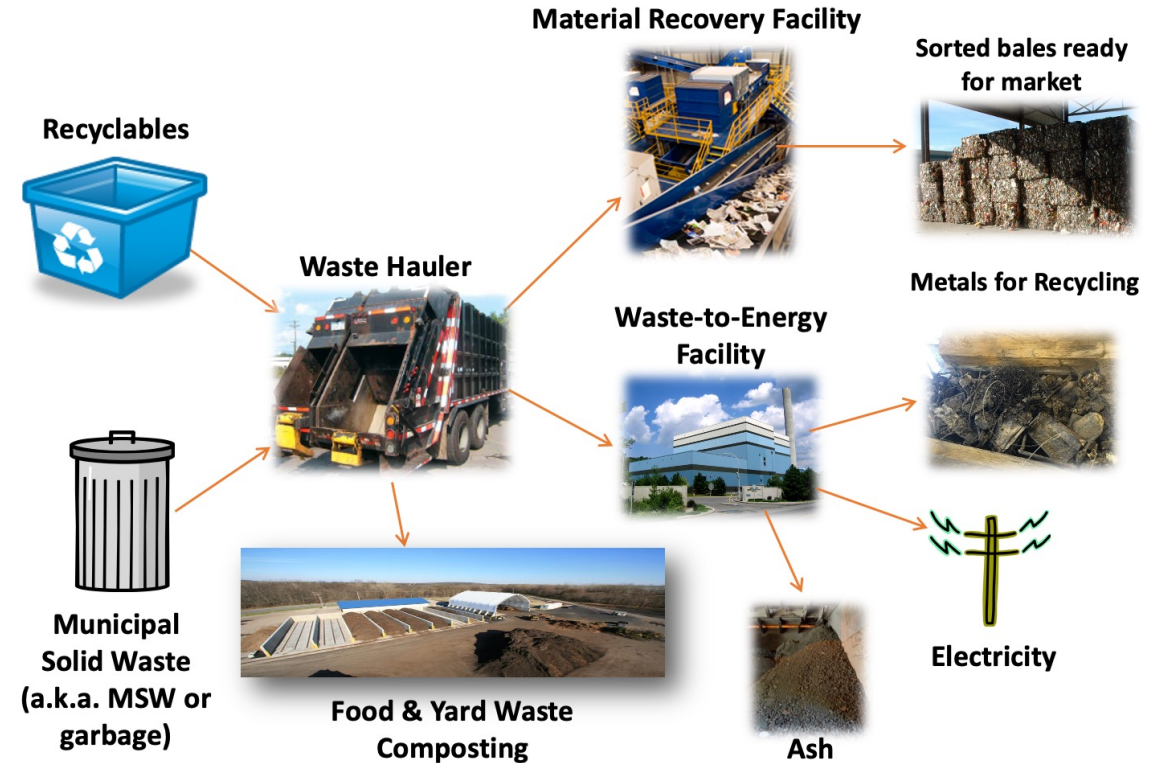 Material Recovery Facility
Sorted bales ready
for market
Recyclables
Waste Hauler
Metals for Recycling
Waste-to-Energy
Facility
Municipal
Solid Waste
(a.k.a. MSW or
garbage)
Food & Yard Waste
Composting
Ash
Electricity